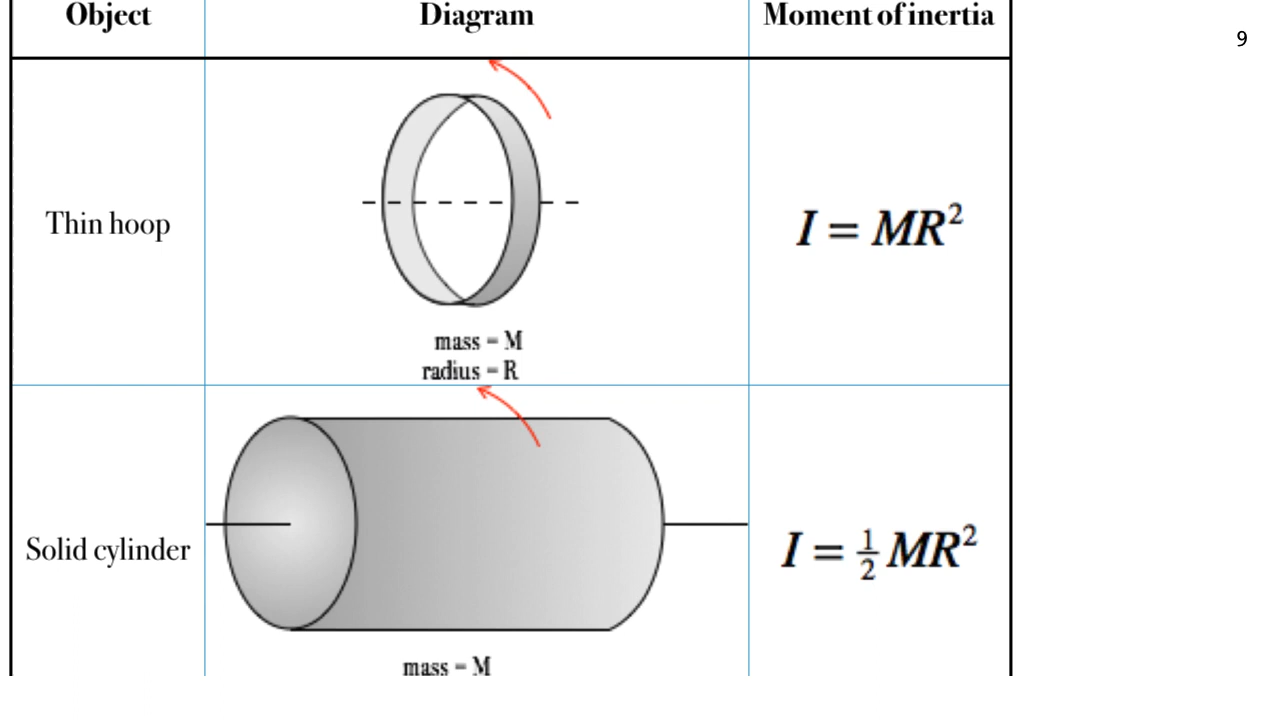 Object Diagram Moment of inertia
9
Thin hoop
I = MR²
mass = M
radius = R
Solid cylinder
I = ½ MR²
mass = M